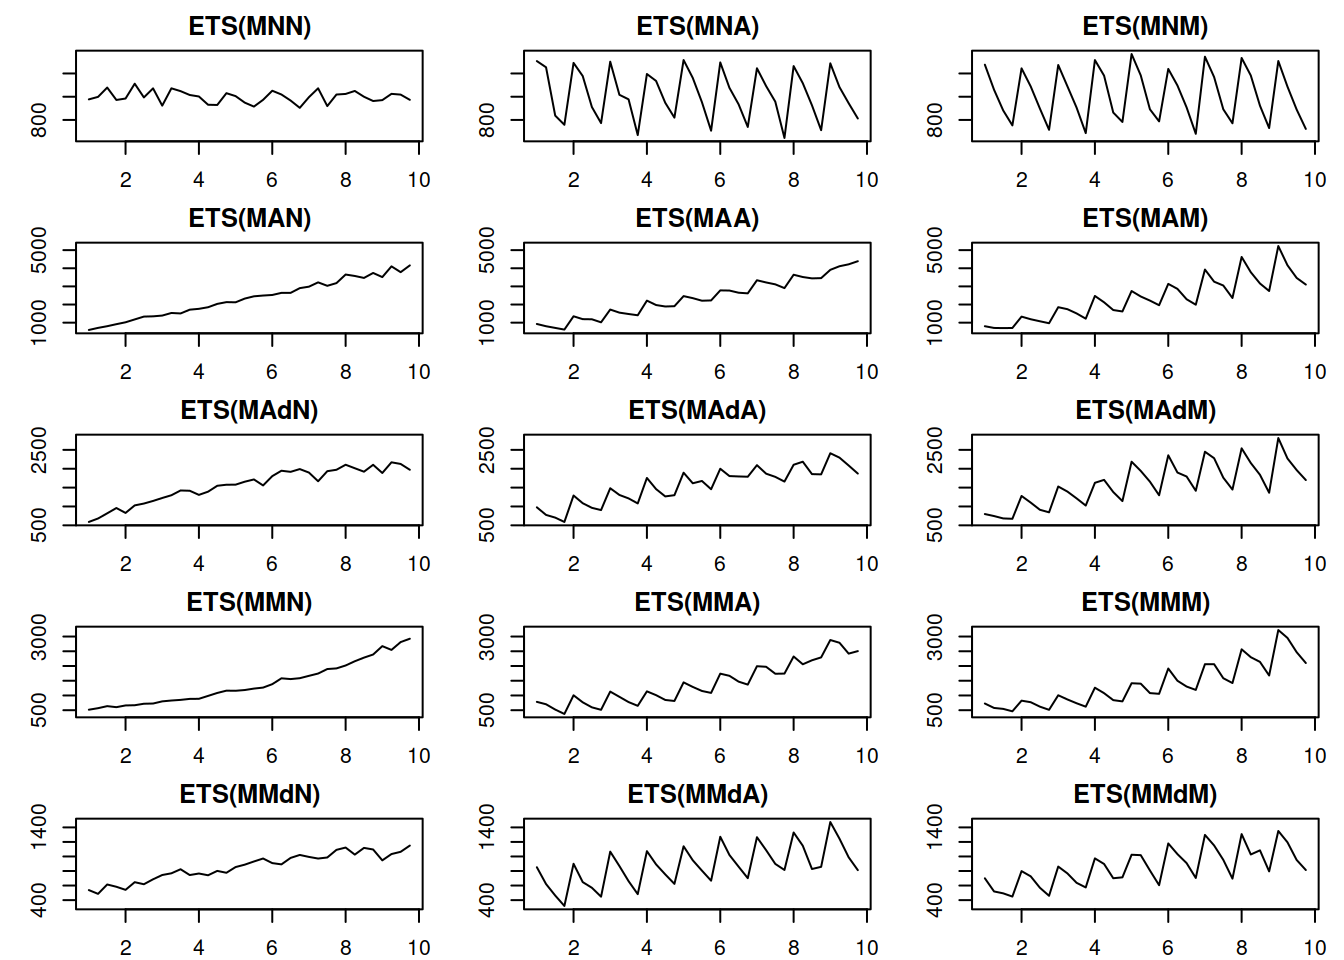 ETS(MNN) ETS(MNA) ETS(MNM)
800 800 800
2 4 6 8 10 2 4 6 8 10 2 4 6 8 10
ETS(MAN) ETS(MAA) ETS(MAM)
1000 5000 1000 5000 1000 5000
2 4 6 8 10 2 4 6 8 10 2 4 6 8 10
ETS(MAdN) ETS(MAdA) ETS(MAdM)
500 2500 500 2500 500 2500
2 4 6 8 10 2 4 6 8 10 2 4 6 8 10
ETS(MMN) ETS(MMA) ETS(MMM)
500 3000 500 3000 500 3000
2 4 6 8 10 2 4 6 8 10 2 4 6 8 10
ETS(MMdN) ETS(MMdA) ETS(MMdM)
400 1400 400 1400 400 1400
2 4 6 8 10 2 4 6 8 10 2 4 6 8 10